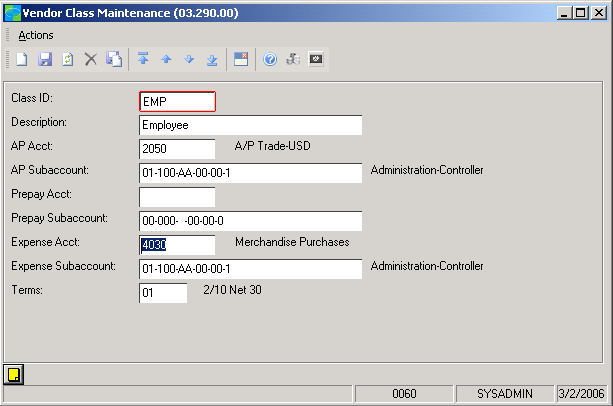 Vendor Class Maintenance (03.290.00)
Actions
Class ID: EMP
Description: Employee
AP Acct: 2050 A/P Trade-USD
AP Subaccount: 01-100-AA-00-00-1 Administration-Controller
Prepay Acct:
Prepay Subaccount: 00-000- -00-00-0
Expense Acct: 4030 Merchandise Purchases
Expense Subaccount: 01-100-AA-00-00-1 Administration-Controller
Terms: 01 2/10 Net 30
0060 SYSADMIN 3/2/2006